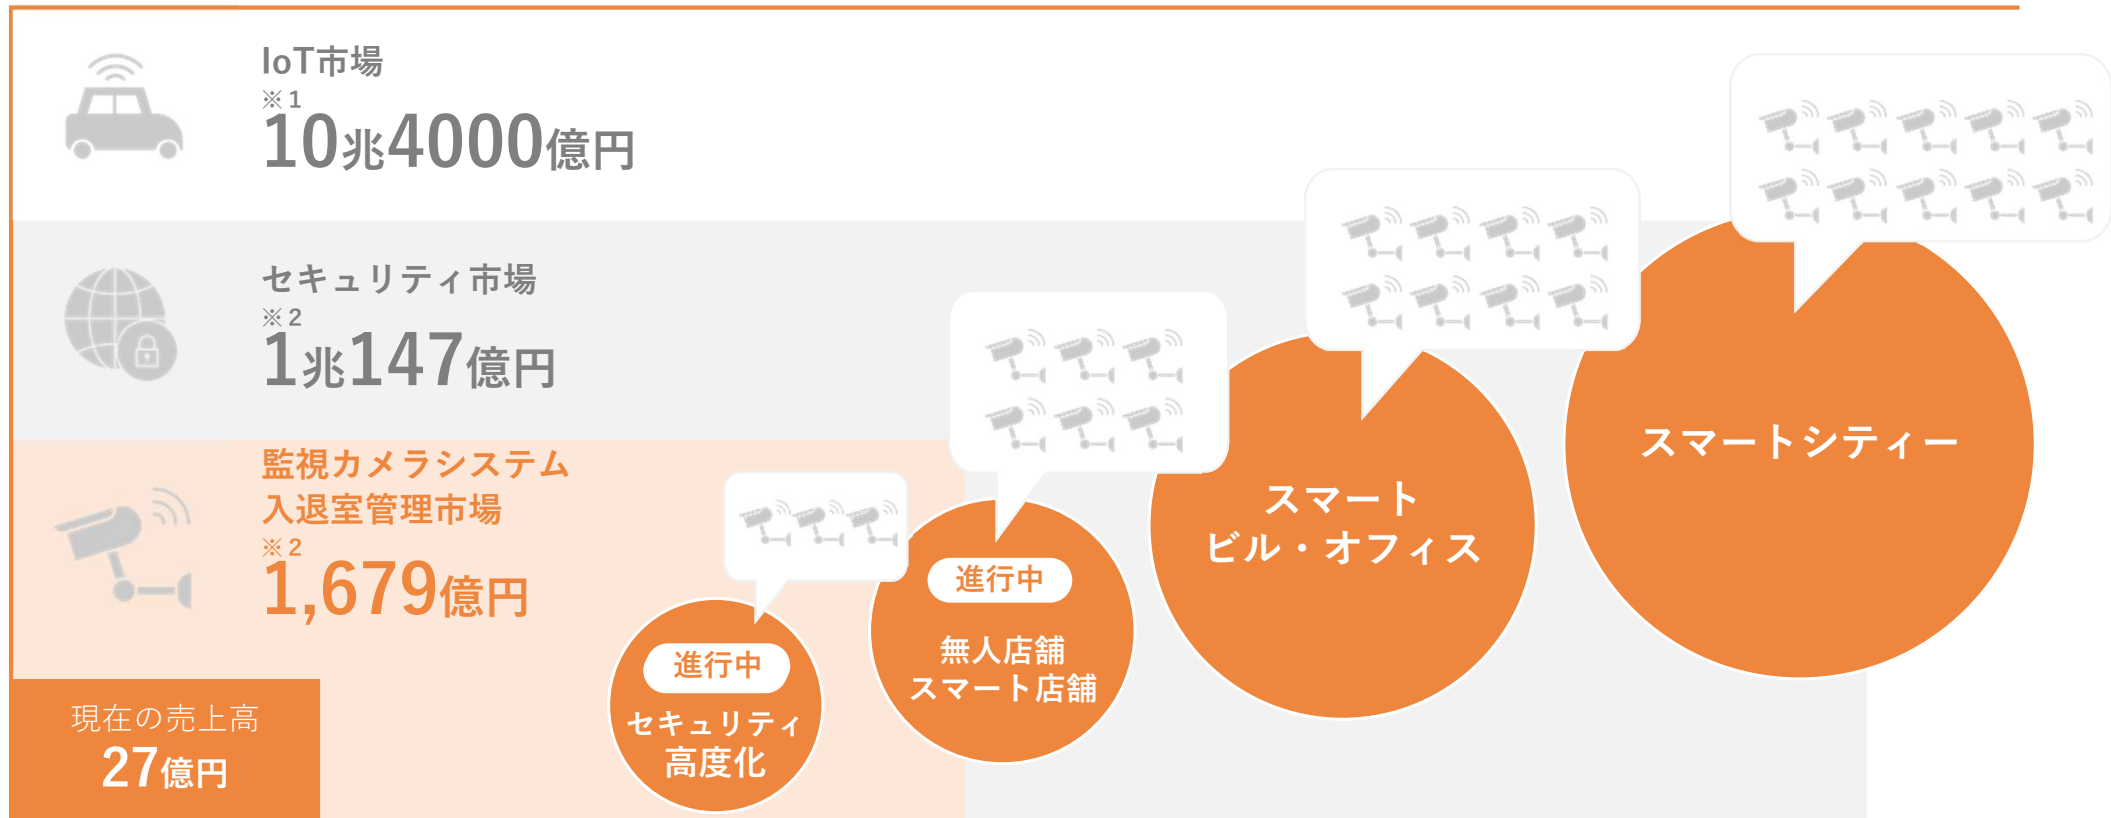 IoT市場
※1
10兆4000億円
セキュリティ市場
※2
1兆147億円
監視カメラシステム
入退室管理市場
※2
1,679億円
現在の売上高
27億円
進行中
セキュリティ
高度化
進行中
無人店舗
スマート店舗
スマート
ビル・オフィス
スマートシティー